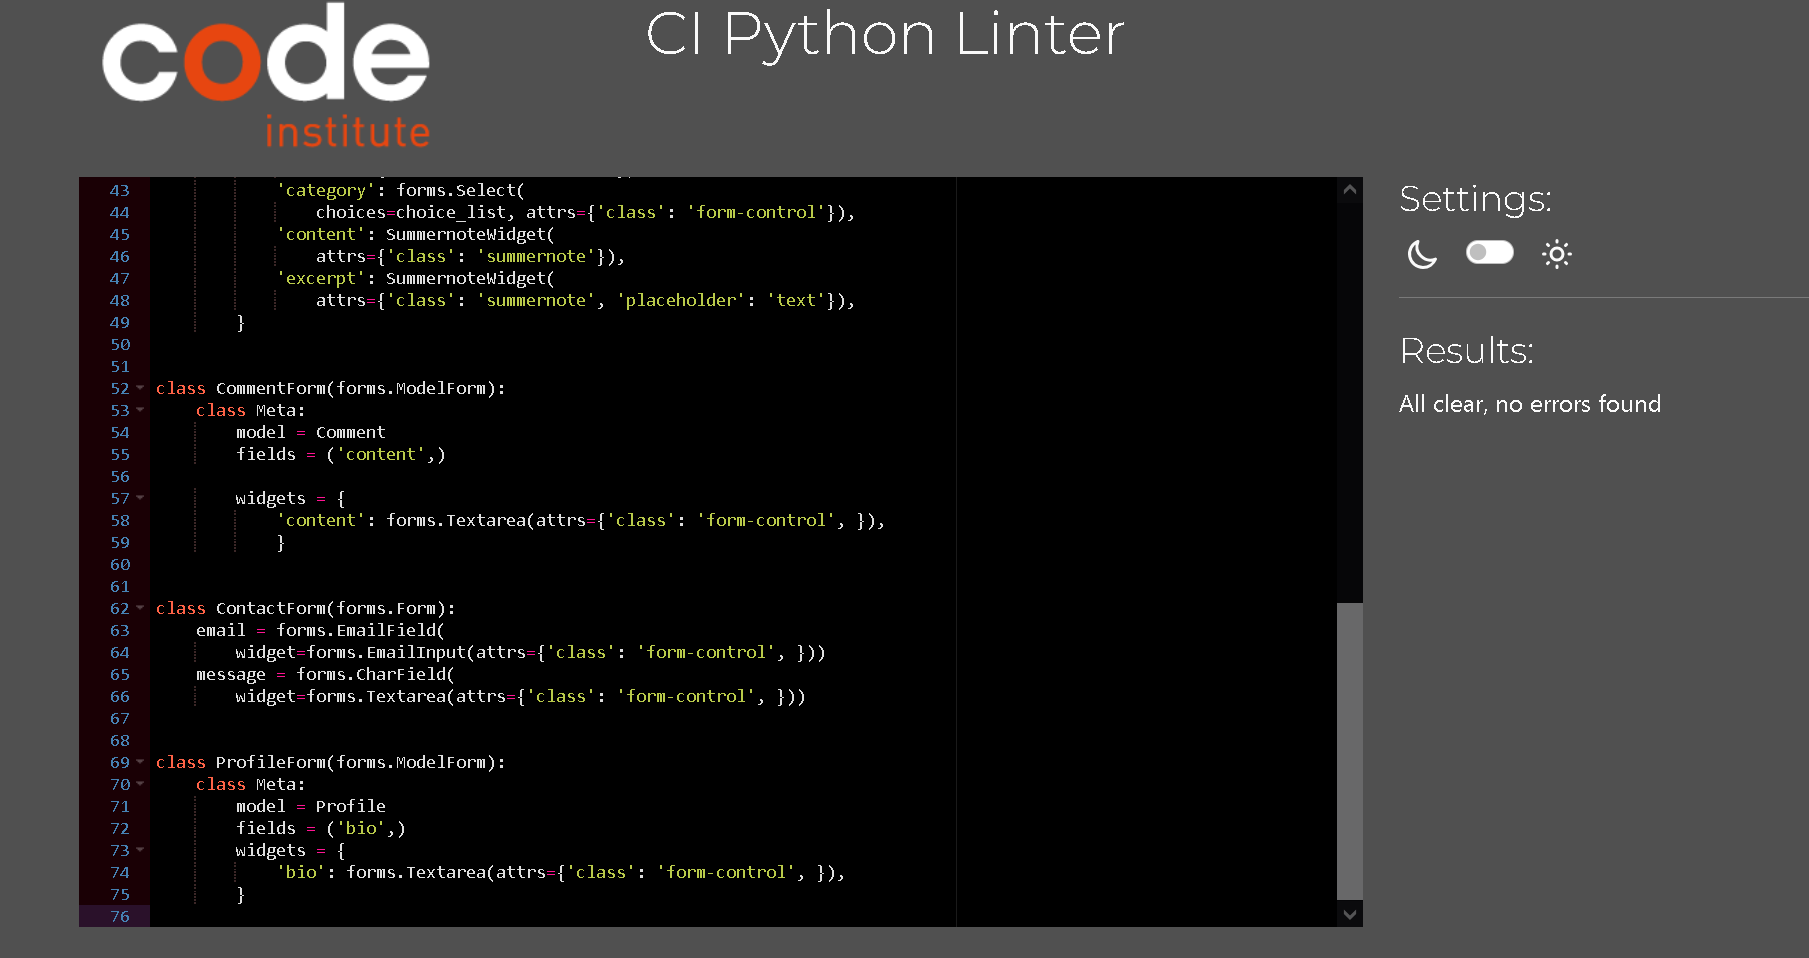 code
institute
CI Python Linter
43 'category': forms.Select(
44 choices=choice_list, attrs={'class': 'form-control'}),
45 'content': SummernoteWidget(
46 attrs={'class': 'summernote'}),
47 'excerpt': SummernoteWidget(
48 attrs={'class': 'summernote', 'placeholder': 'text'}),
49 }
50
51
52 class CommentForm(forms.ModelForm):
53 class Meta:
54 model = Comment
55 fields = ('content',)
56
57 widgets = {
58 'content': forms.Textarea(attrs={'class': 'form-control', }),
59 }
60
61
62 class ContactForm(forms.Form):
63 email = forms.EmailField(
64 widget=forms.EmailInput(attrs={'class': 'form-control', }))
65 message = forms.CharField(
66 widget=forms.Textarea(attrs={'class': 'form-control', }))
67
68
69 class ProfileForm(forms.ModelForm):
70 class Meta:
71 model = Profile
72 fields = ('bio',)
73 widgets = {
74 'bio': forms.Textarea(attrs={'class': 'form-control', }),
75 }
76
Settings:
Results:
All clear, no errors found